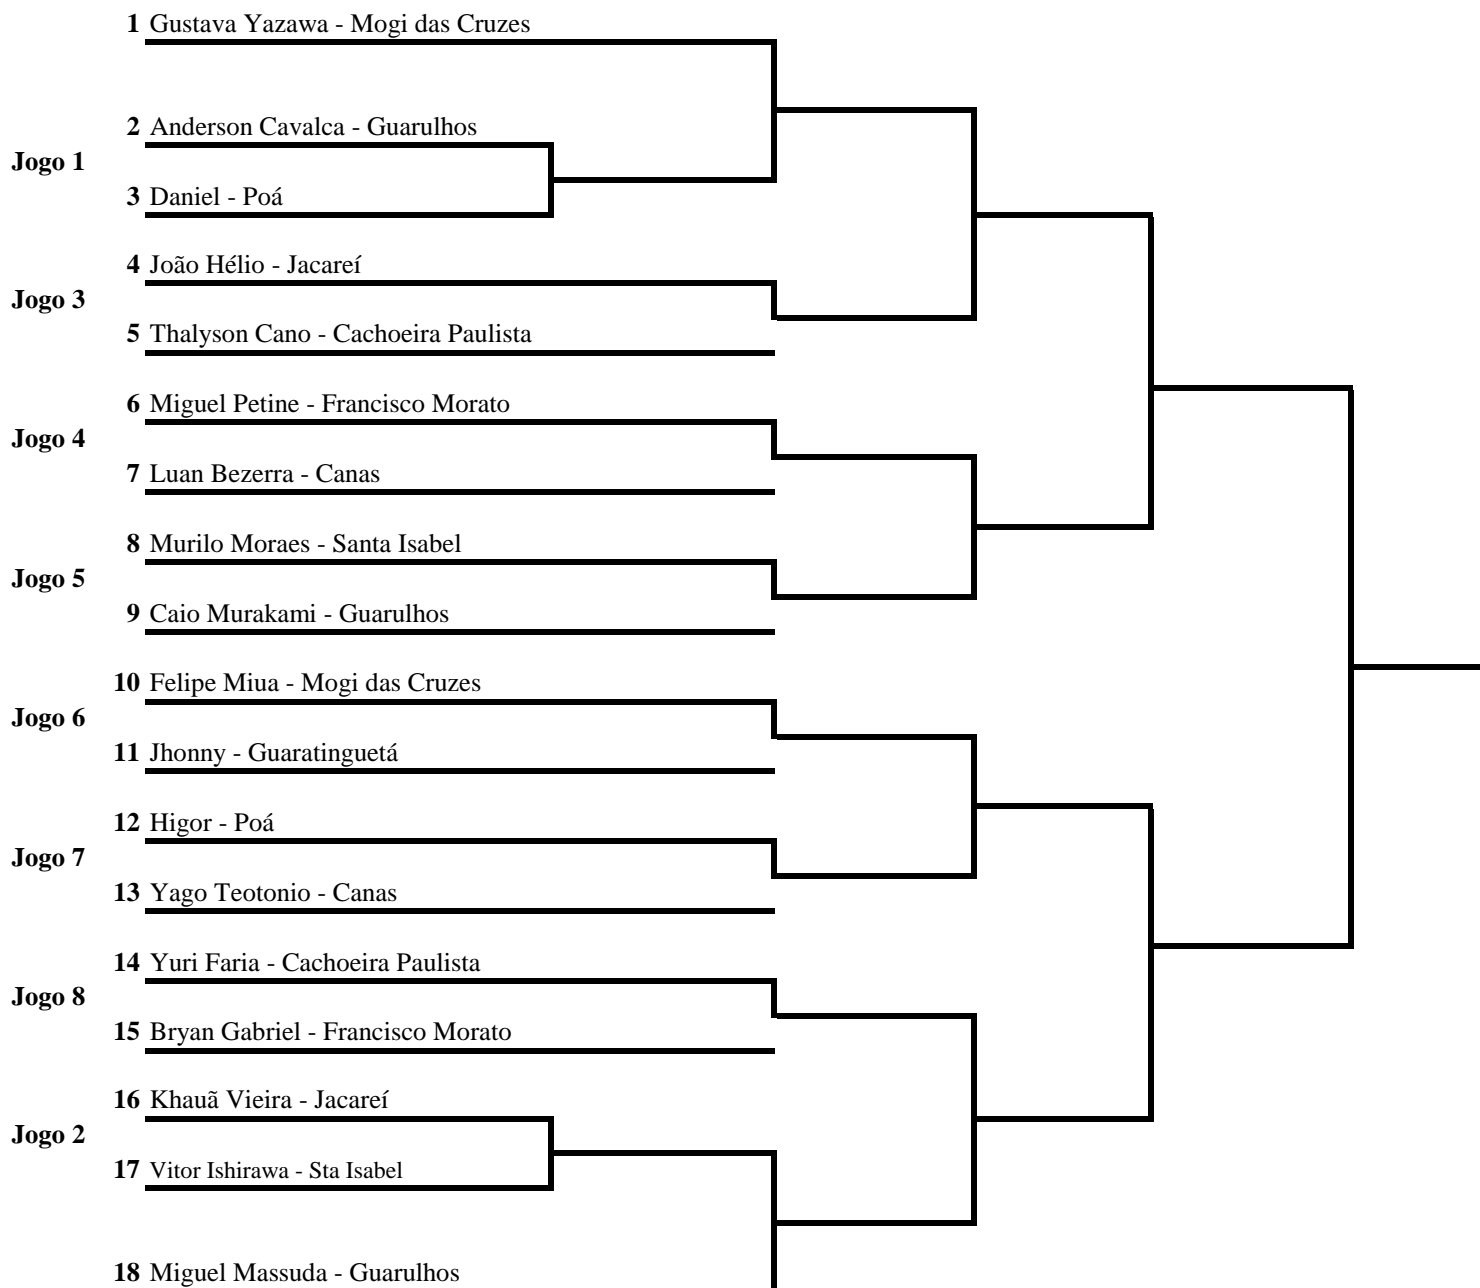 1 Gustava Yazawa - Mogi das Cruzes
2 Anderson Cavalca - Guarulhos
Jogo 1
3 Daniel - Poá
4 João Hélio - Jacareí
Jogo 3
5 Thalyson Cano - Cachoeira Paulista
6 Miguel Petine - Francisco Morato
Jogo 4
7 Luan Bezerra - Canas
8 Murilo Moraes - Santa Isabel
Jogo 5
9 Caio Murakami - Guarulhos
10 Felipe Miua - Mogi das Cruzes
Jogo 6
11 Jhonny - Guaratinguetá
12 Higor - Poá
Jogo 7
13 Yago Teotonio - Canas
14 Yuri Faria - Cachoeira Paulista
Jogo 8
15 Bryan Gabriel - Francisco Morato
16 Khauã Vieira - Jacareí
Jogo 2
17 Vitor Ishirawa - Sta Isabel
18 Miguel Massuda - Guarulhos